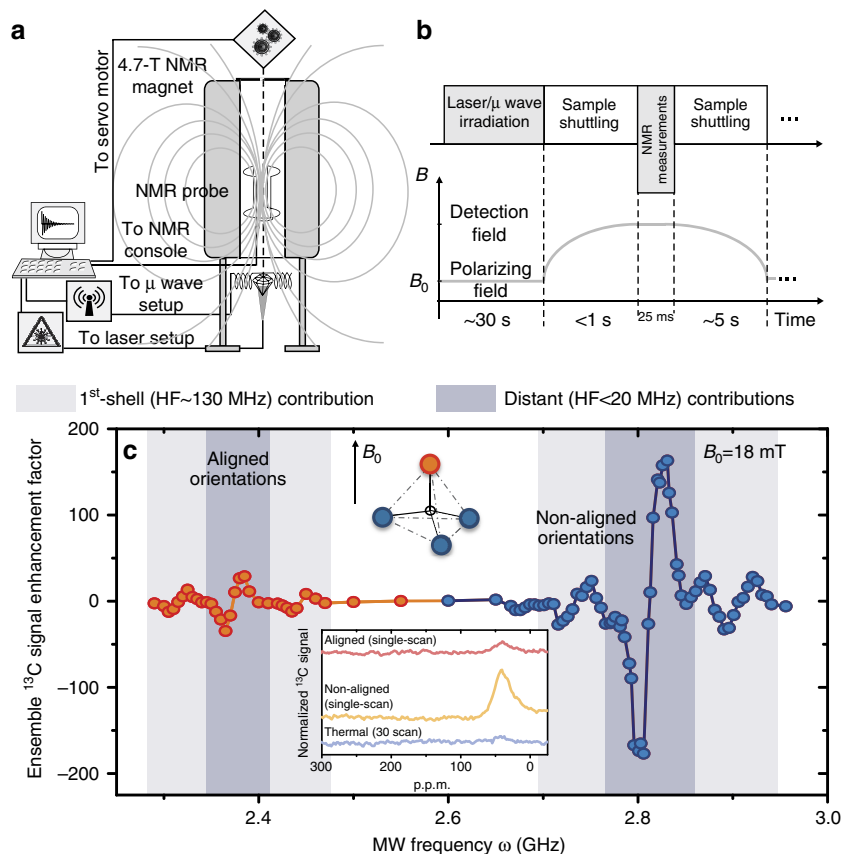 a
4.7-T NMR
magnet
To servo motor
NMR probe
To NMR
console
To μ wave
setup
To laser setup
b
Laser/μ wave
irradiation
Sample
shuttling
NMR
measurements
Sample
shuttling
...
B
Detection
field
B0
Polarizing
field
...
~30 s
<1 s
25 ms
~5 s
Time
1st-shell (HF~130 MHz) contribution
Distant (HF<20 MHz) contributions
c
Aligned
orientations
B0
B0=18 mT
Non-aligned
orientations
Ensemble 13C signal enhancement factor
200
100
0
−100
−200
Normalized 13C signal
Aligned (single-scan)
Non-aligned
(single-scan)
Thermal (30 scan)
300 200 100 0
p.p.m.
2.4 2.6 2.8 3.0
MW frequency ω (GHz)